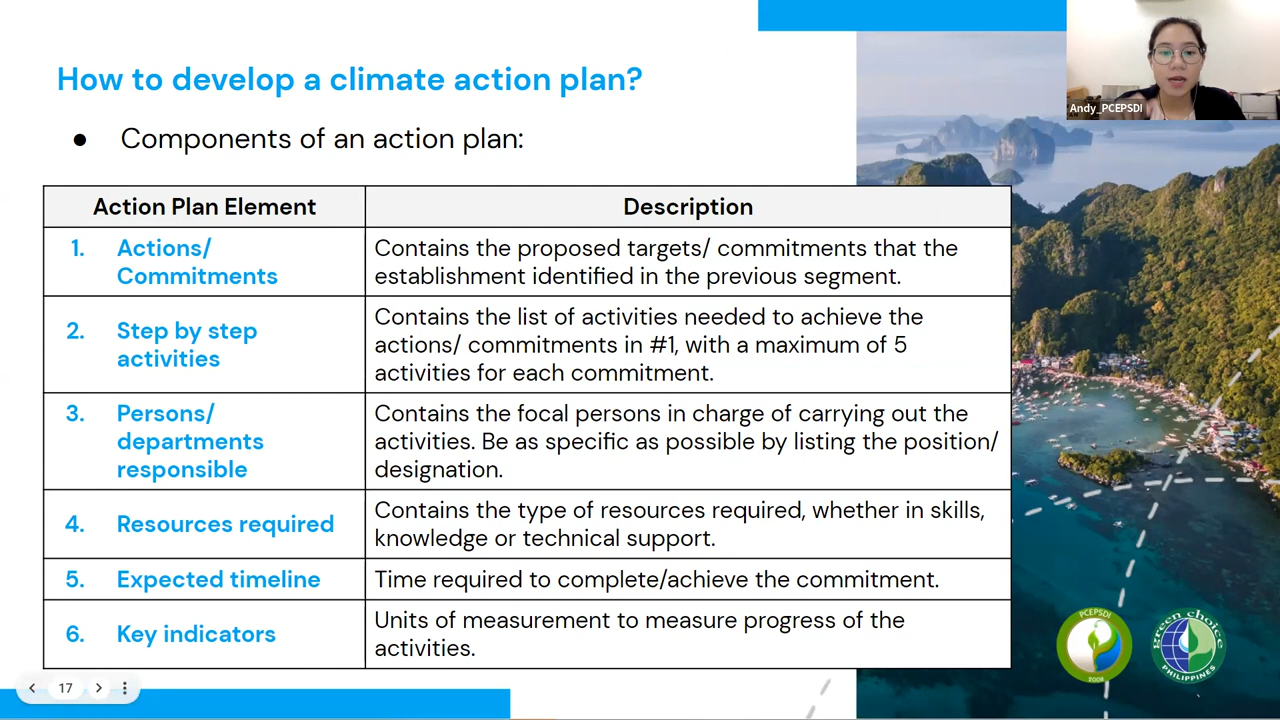 How to develop a climate action plan?
● Components of an action plan:
Action Plan Element
Description
1. Actions/
Commitments
Contains the proposed targets/ commitments that the
establishment identified in the previous segment.
2. Step by step
activities
Contains the list of activities needed to achieve the
actions/ commitments in #1, with a maximum of 5
activities for each commitment.
3. Persons/
departments
responsible
Contains the focal persons in charge of carrying out the
activities. Be as specific as possible by listing the position/
designation.
4. Resources required
Contains the type of resources required, whether in skills,
knowledge or technical support.
5. Expected timeline
Time required to complete/achieve the commitment.
6. Key indicators
Units of measurement to measure progress of the
activities.
17
Andy_PCEPSDI
PCEPSDI
2008
green choice
PHILIPPINES